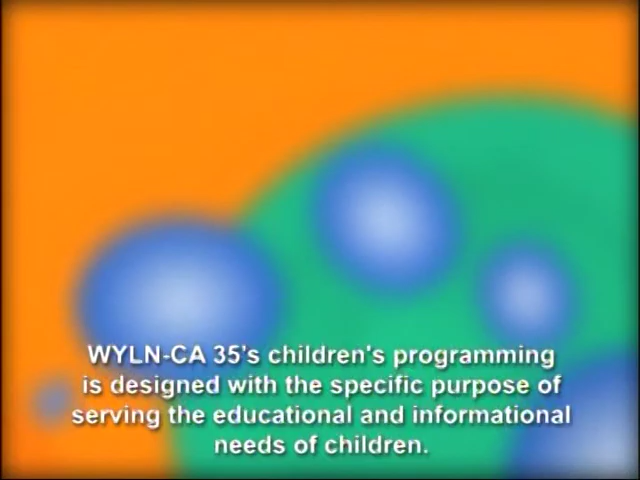 WYLN-CA 35's children's programming
is designed with the specific purpose of
serving the educational and informational
needs of children.